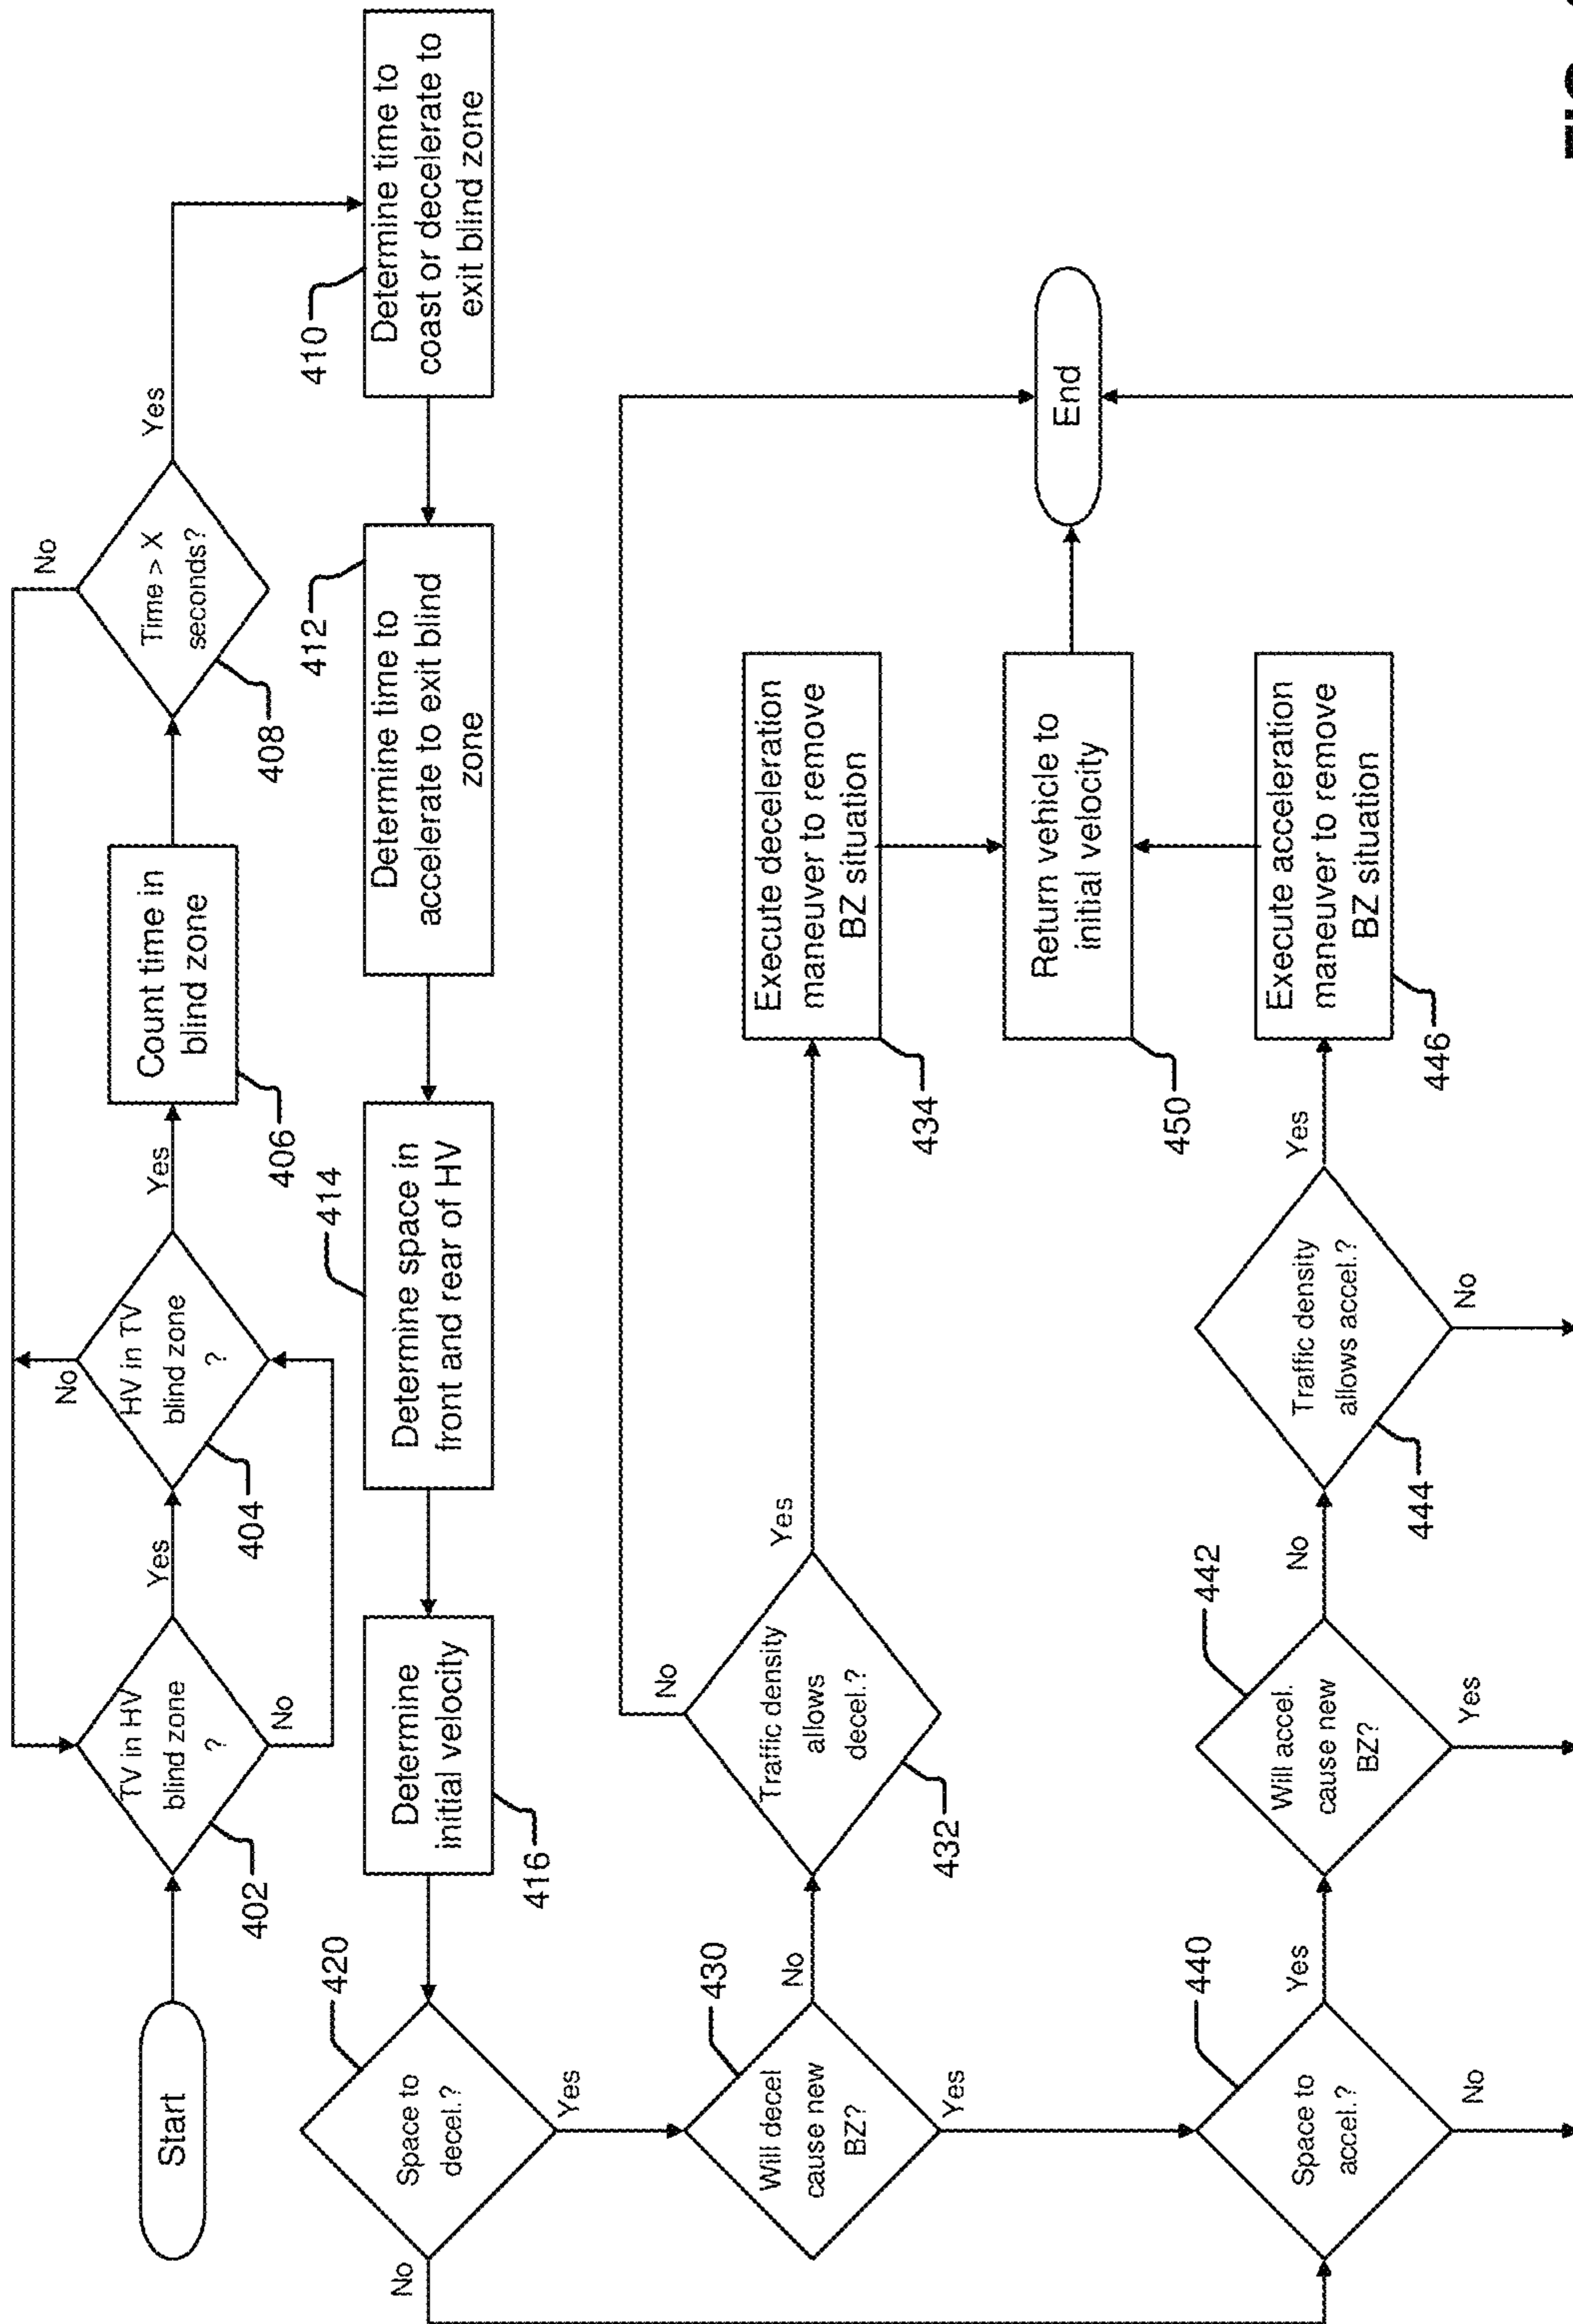 Start
402
TV in HV
blind zone
?
Yes
No
404
HV in TV
blind zone
?
No
Yes
406
Count time in
blind zone
408
Time > X
seconds?
No
Yes
410
Determine time to
coast or decelerate to
exit blind zone
412
Determine time to
accelerate to exit blind
zone
414
Determine space in
front and rear of HV
416
Determine
initial velocity
420
Space to
decel.?
No
Yes
430
Will decel
cause new
BZ?
No
Yes
432
Traffic density
allows
decel.?
No
Yes
434
Execute deceleration
maneuver to remove
BZ situation
450
Return vehicle to
initial velocity
End
440
Space to
accel.?
Yes
No
442
Will accel.
cause new
BZ?
No
Yes
444
Traffic density
allows accel.?
Yes
No
446
Execute acceleration
maneuver to remove
BZ situation